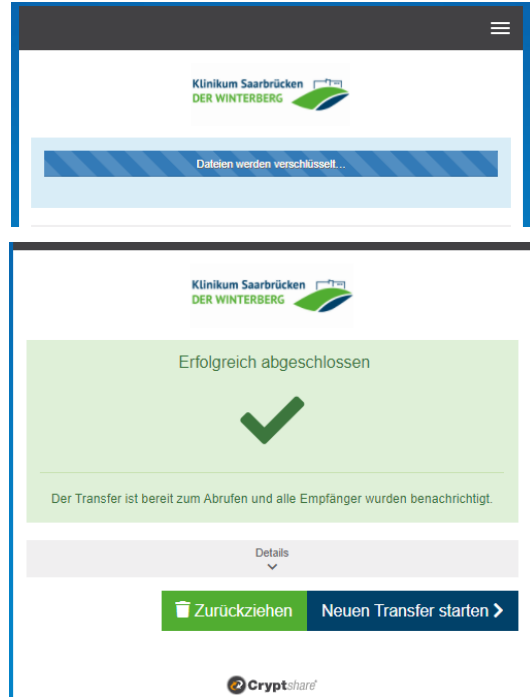 Klinikum Saarbrücken
DER WINTERBERG
Dateien werden verschlüsselt...
Klinikum Saarbrücken
DER WINTERBERG
Erfolgreich abgeschlossen
Der Transfer ist bereit zum Abrufen und alle Empfänger wurden benachrichtigt.
Details
Zurückziehen Neuen Transfer starten
Cryptshare